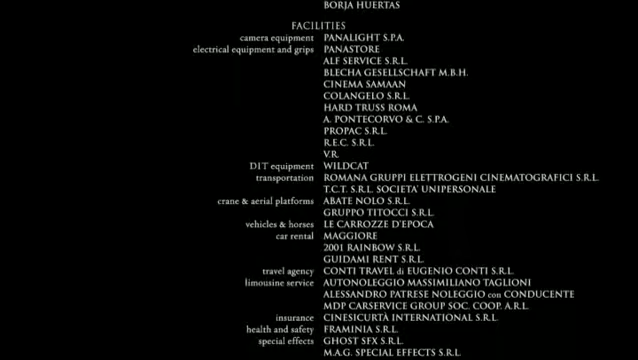 BORJA HUERTAS
FACILITIES
camera equipment PANALIGHT S.P.A.
electrical equipment and grips PANASTORE
ALF SERVICE S.R.L.
BLECHA GESELLSCHAFT M.B.H.
CINEMA SAMAAN
COLANGELO S.R.L.
HARD TRUSS ROMA
A. PONTECORVO & C. S.P.A.
PROPAC S.R.L.
R.E.C. S.R.L.
V.R.
DIT equipment WILDCAT
transportation ROMANA GRUPPI ELETTROGENI CINEMATOGRAFICI S.R.L.
T.C.T. S.R.L. SOCIETA' UNIPERSONALE
crane & aerial platforms ABATE NOLO S.R.L.
GRUPPO TITOCCI S.R.L.
vehicles & horses LE CARROZZE D'EPOCA
car rental MAGGIORE
2001 RAINBOW S.R.L.
GUIDAMI RENT S.R.L.
travel agency CONTI TRAVEL di EUGENIO CONTI S.R.L.
limousine service AUTONOLEGGIO MASSIMILIANO TAGLIONI
ALESSANDRO PATRESE NOLEGGIO con CONDUCENTE
MDP CARSERVICE GROUP SOC. COOP. A.R.L.
insurance CINESICURTÀ INTERNATIONAL S.R.L.
health and safety FRAMINIA S.R.L.
special effects GHOST SFX S.R.L.
M.A.G. SPECIAL EFFECTS S.R.L.